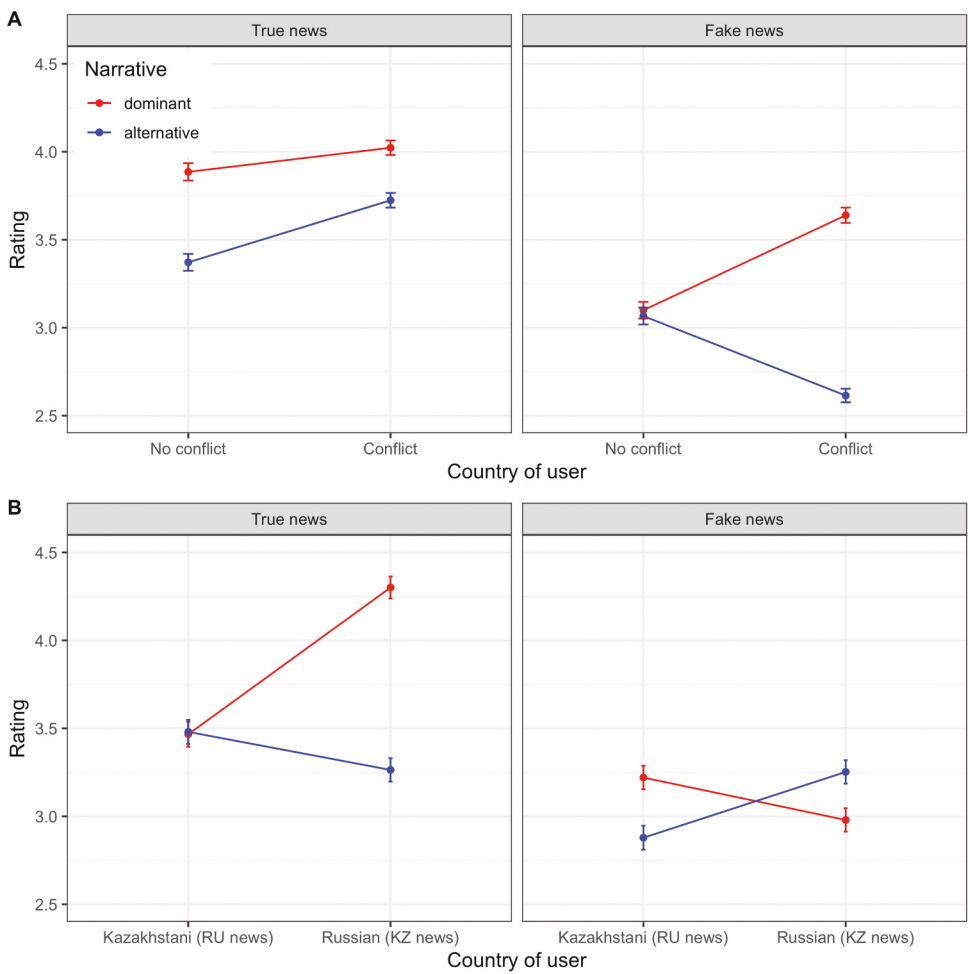 A
True news
Fake news
Narrative
dominant
alternative
4.5
4.0
3.5
3.0
2.5
Rating
No conflict
Conflict
No conflict
Conflict
Country of user
B
True news
Fake news
4.5
4.0
3.5
3.0
2.5
Rating
Kazakhstani (RU news)
Russian (KZ news)
Kazakhstani (RU news)
Russian (KZ news)
Country of user